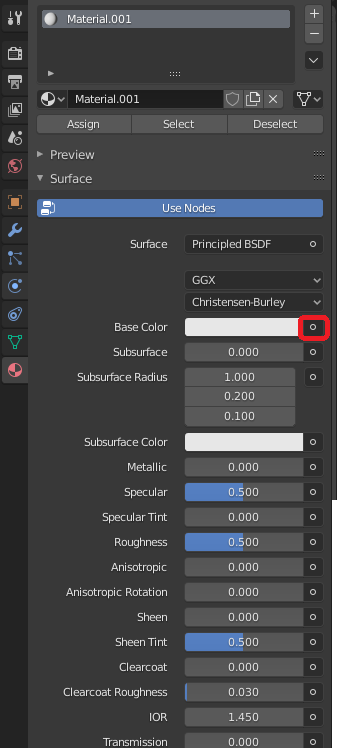 Material.001
Material.001
Assign Select Deselect
Preview
Surface
Use Nodes
Surface Principled BSDF
GGX
Christensen-Burley
Base Color
Subsurface 0.000
Subsurface Radius 1.000
0.200
0.100
Subsurface Color
Metallic 0.000
Specular 0.500
Specular Tint 0.000
Roughness 0.500
Anisotropic 0.000
Anisotropic Rotation 0.000
Sheen 0.000
Sheen Tint 0.500
Clearcoat 0.000
Clearcoat Roughness 0.030
IOR 1.450
Transmission 0.000